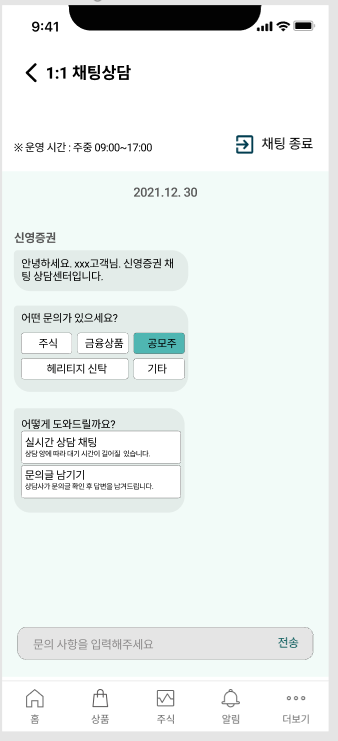 9:41
1:1 채팅상담
※ 운영 시간 : 주중 09:00~17:00
채팅 종료
2021.12. 30
신영증권
안녕하세요. xxx고객님. 신영증권 채
팅 상담센터입니다.
어떤 문의가 있으세요?
주식 금융상품 공모주
헤리티지 신탁 기타
어떻게 도와드릴까요?
실시간 상담 채팅
상담 양에 따라 대기 시간이 길어질 있습니다.
문의글 남기기
상담사가 문의글 확인 후 답변을 남겨드립니다.
문의 사항을 입력해주세요 전송
홈 상품 주식 알림 더보기